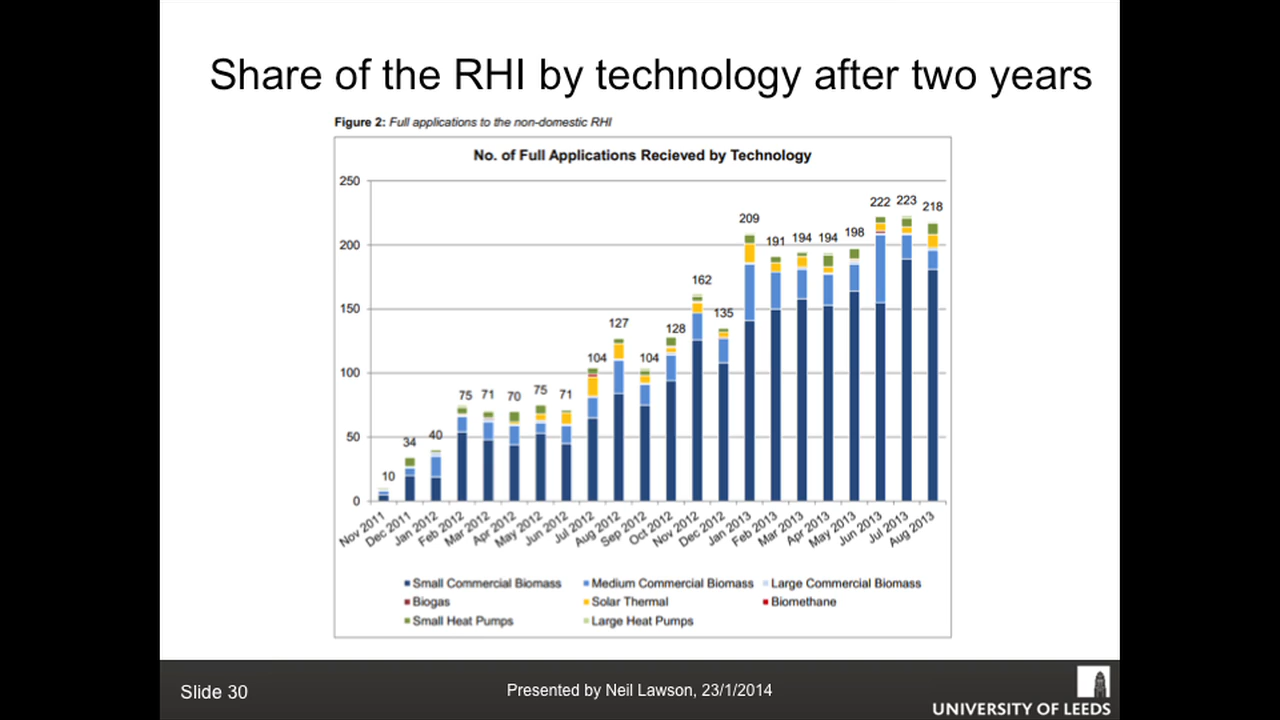 Share of the RHI by technology after two years
Figure 2: Full applications to the non-domestic RHI
No. of Full Applications Recieved by Technology
250
200
150
100
50
0
10
34
40
75
71
70
75
71
104
127
104
128
162
135
209
191
194
194
198
222
223
218
Nov 2011
Dec 2011
Jan 2012
Feb 2012
Mar 2012
Apr 2012
May 2012
Jun 2012
Jul 2012
Aug 2012
Sep 2012
Oct 2012
Nov 2012
Dec 2012
Jan 2013
Feb 2013
Mar 2013
Apr 2013
May 2013
Jun 2013
Jul 2013
Aug 2013
Small Commercial Biomass Medium Commercial Biomass Large Commercial Biomass
Biogas Solar Thermal Biomethane
Small Heat Pumps Large Heat Pumps
Slide 30
Presented by Neil Lawson, 23/1/2014
UNIVERSITY OF LEEDS